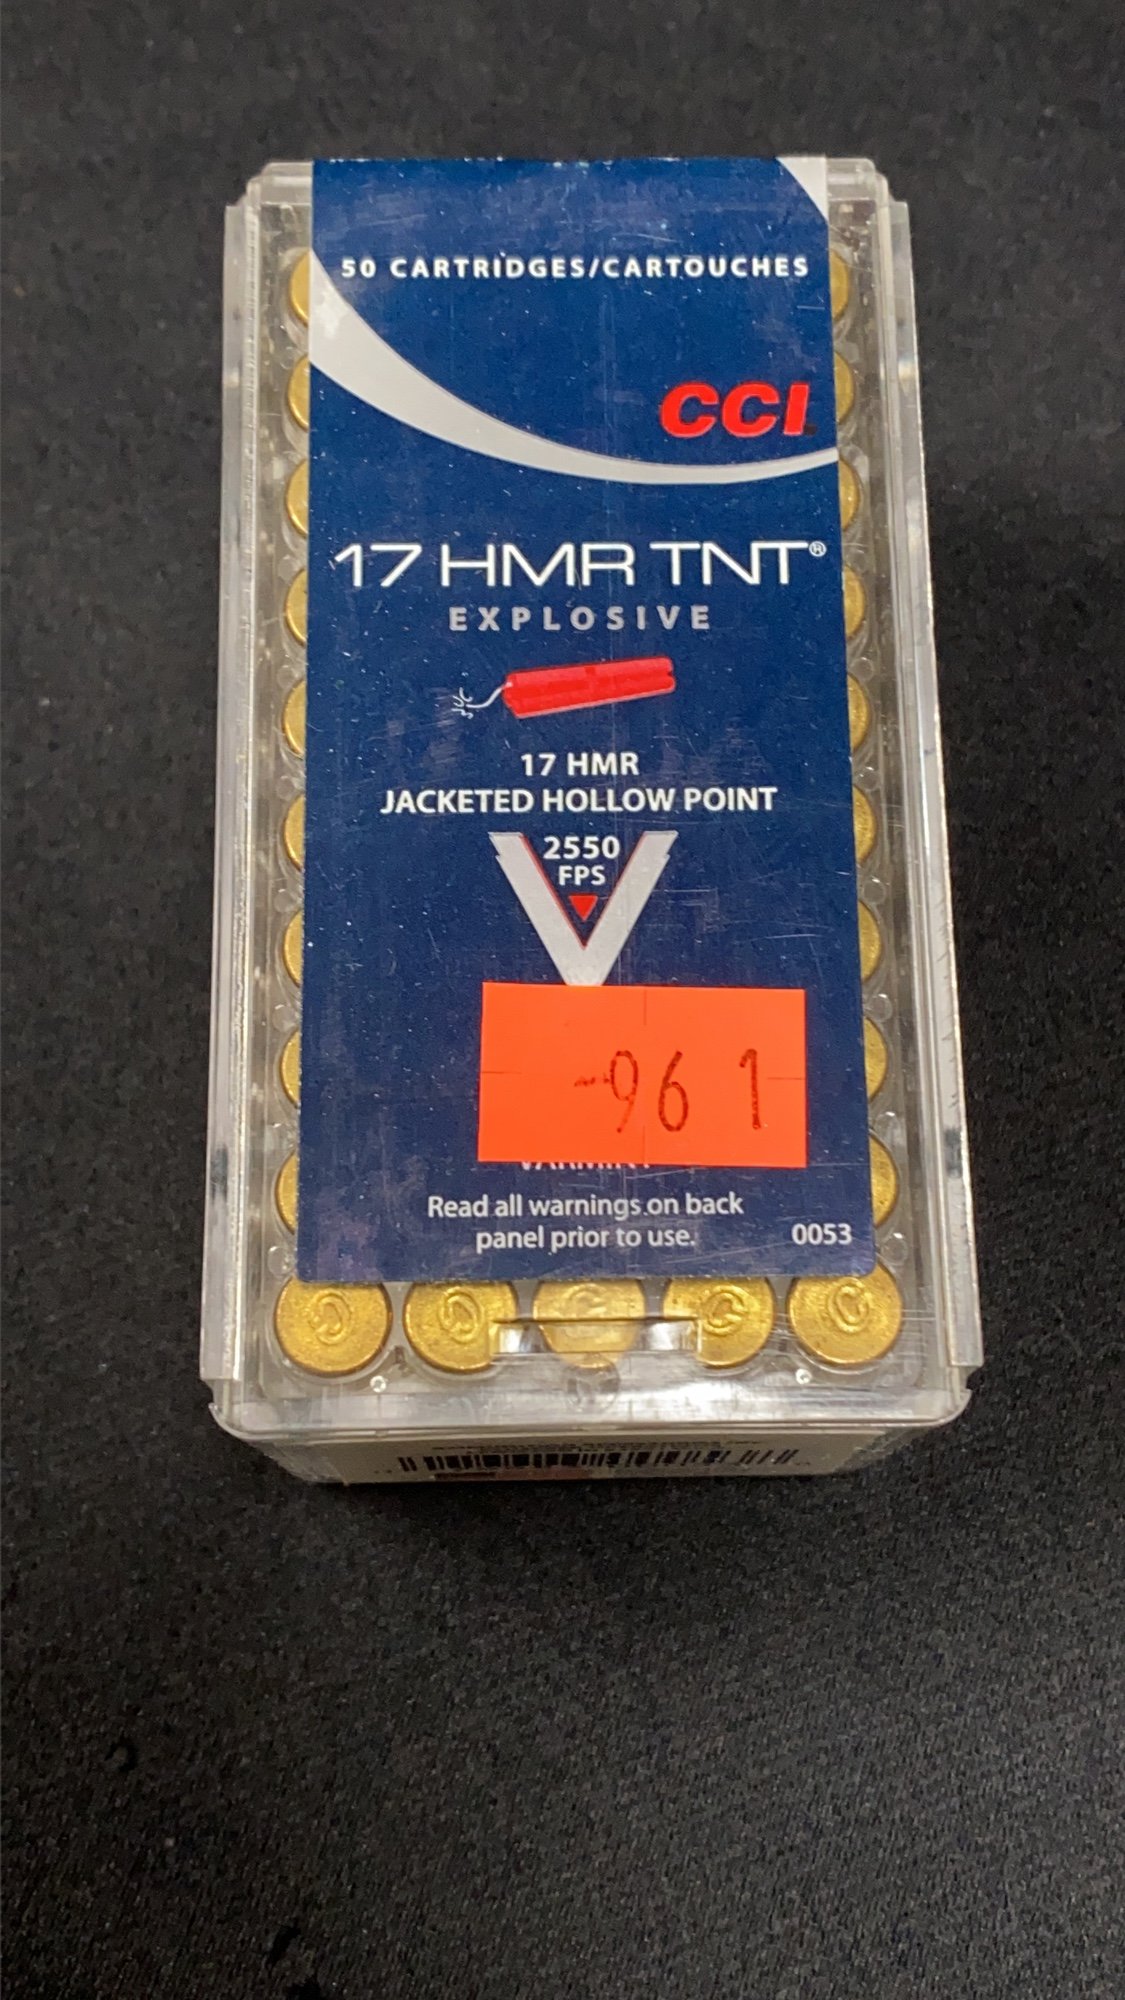 50 CARTRIDGES/CARTOUCHES
CCI
17 HMR TNT®
EXPLOSIVE
17 HMR
JACKETED HOLLOW POINT
2550
FPS
961
Read all warnings on back
panel prior to use.
0053
C C C C C